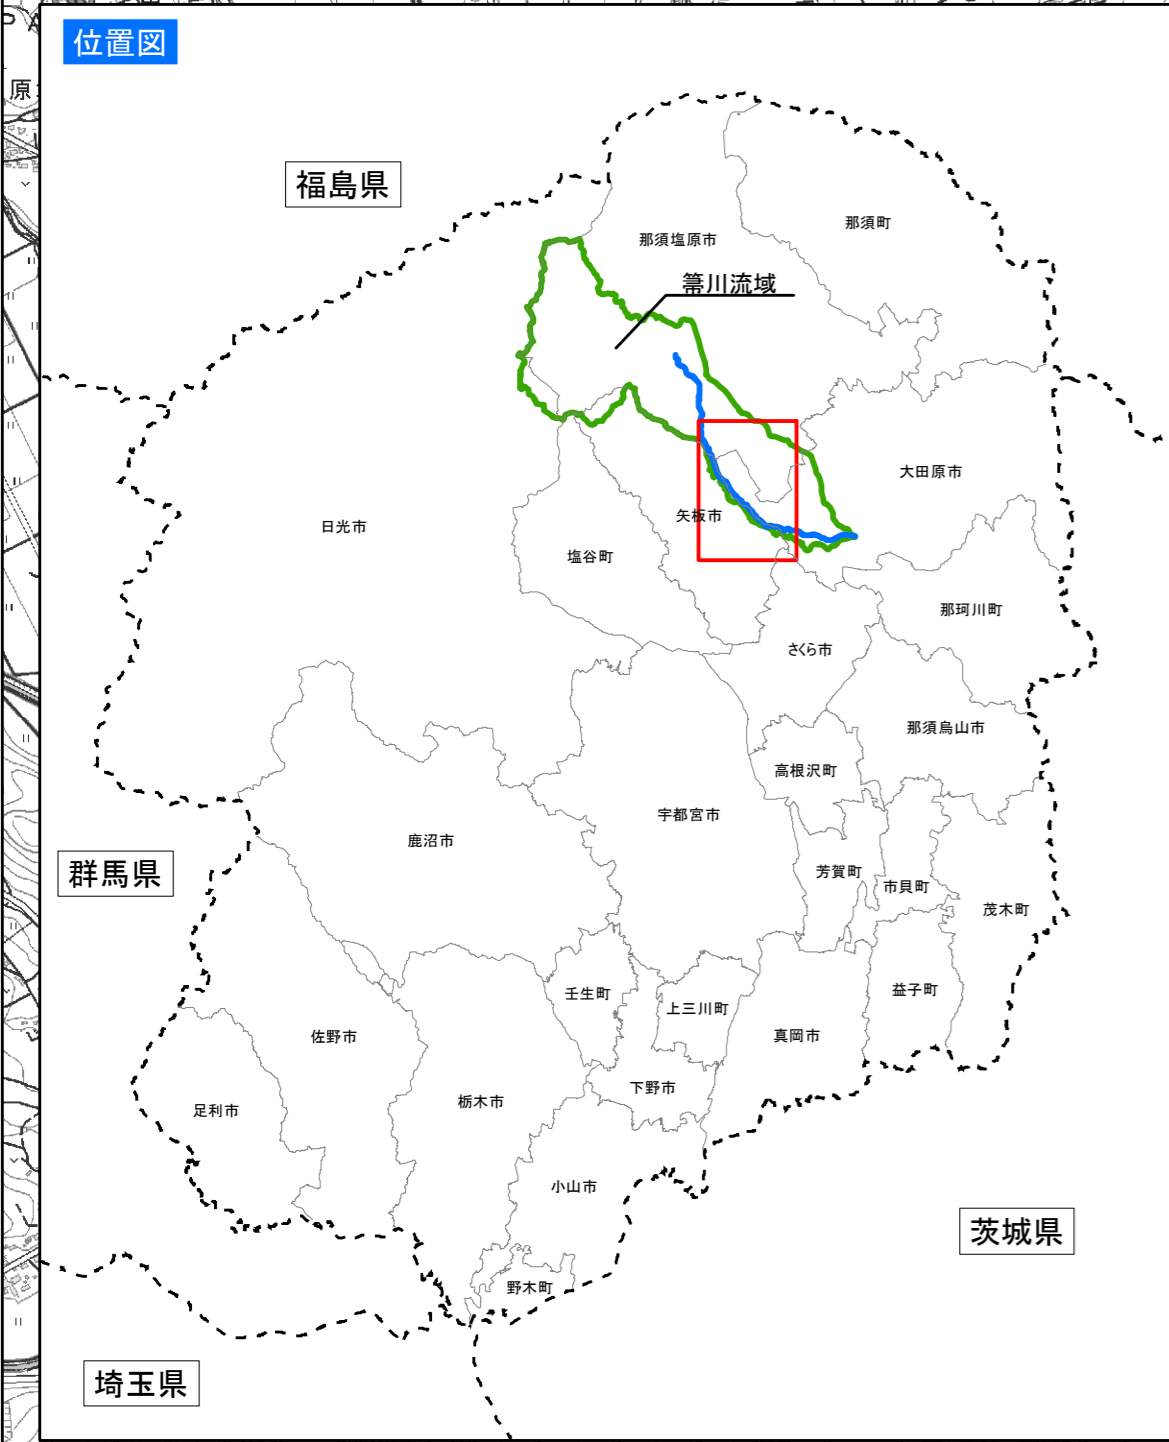 位置図
原
福島県
那須町
那須塩原市
箒川流域
大田原市
矢板市
日光市
塩谷町
那珂川町
さくら市
那須烏山市
高根沢町
宇都宮市
鹿沼市
群馬県
芳賀町
市貝町
茂木町
壬生町
益子町
上三川町
佐野市
真岡市
下野市
栃木市
足利市
小山市
茨城県
野木町
埼玉県